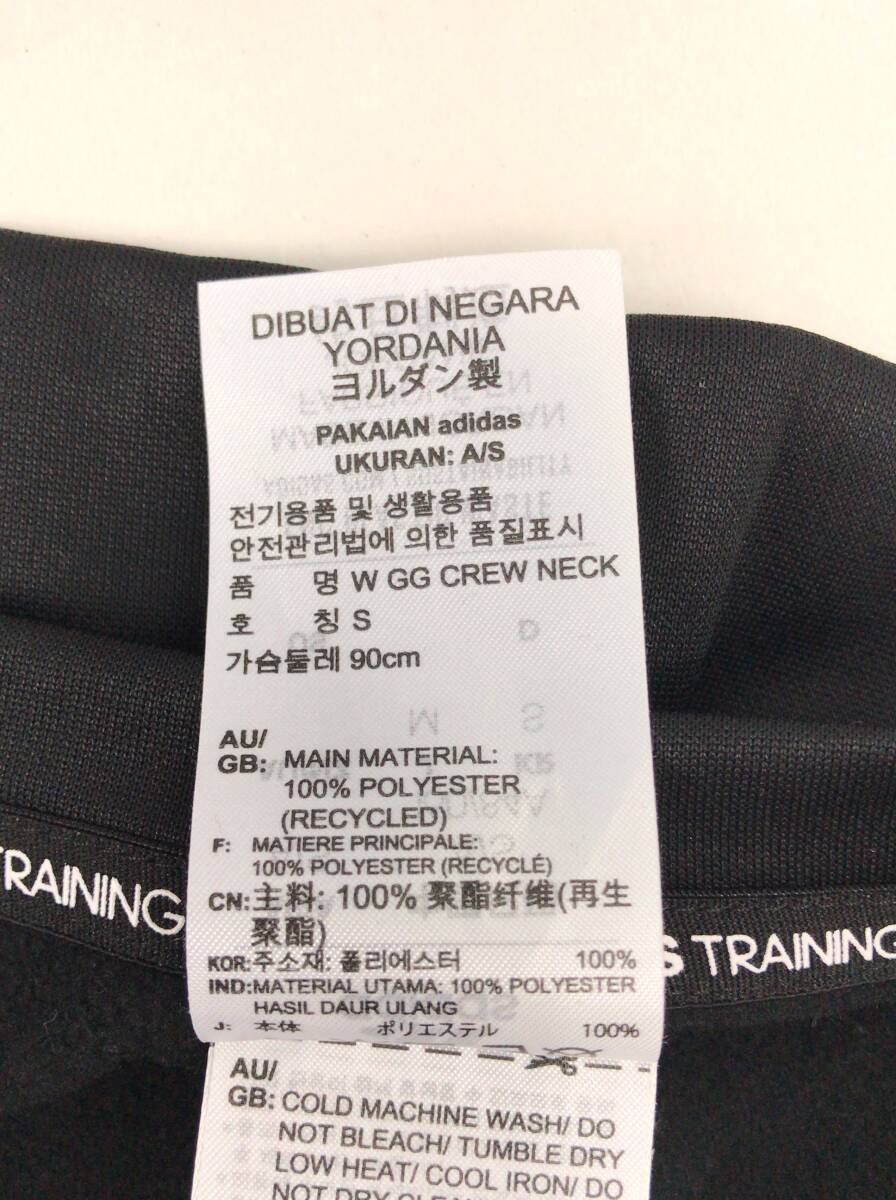 DIBUAT DI NEGARA
YORDANIA
ヨルダン製
PAKAIAN adidas
UKURAN: A/S
전기용품 및 생활용품
안전관리법에 의한 품질표시
품 명 W GG CREW NECK
호 칭 S
가슴둘레 90cm
AU/
GB: MAIN MATERIAL:
100% POLYESTER
(RECYCLED)
F: MATIERE PRINCIPALE:
100% POLYESTER (RECYCLÉ)
CN:主料: 100% 聚酯纤维(再生
聚酯)
KOR:주소재: 폴리에스터 100%
IND:MATERIAL UTAMA: 100% POLYESTER
HASIL DAUR ULANG
J: 本体 ポリエステル 100%
TRAINING
S TRAINING
AU/
GB: COLD MACHINE WASH/ DO
NOT BLEACH/ TUMBLE DRY
LOW HEAT/ COOL IRON/ DO
NOT DRY CLEAN